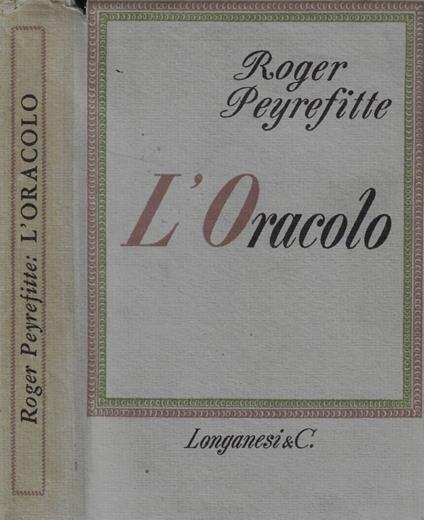 Roger Peyrefitte: L'ORACOLO
Roger
Peyrefitte
L'Oracolo
Longanesi & C.